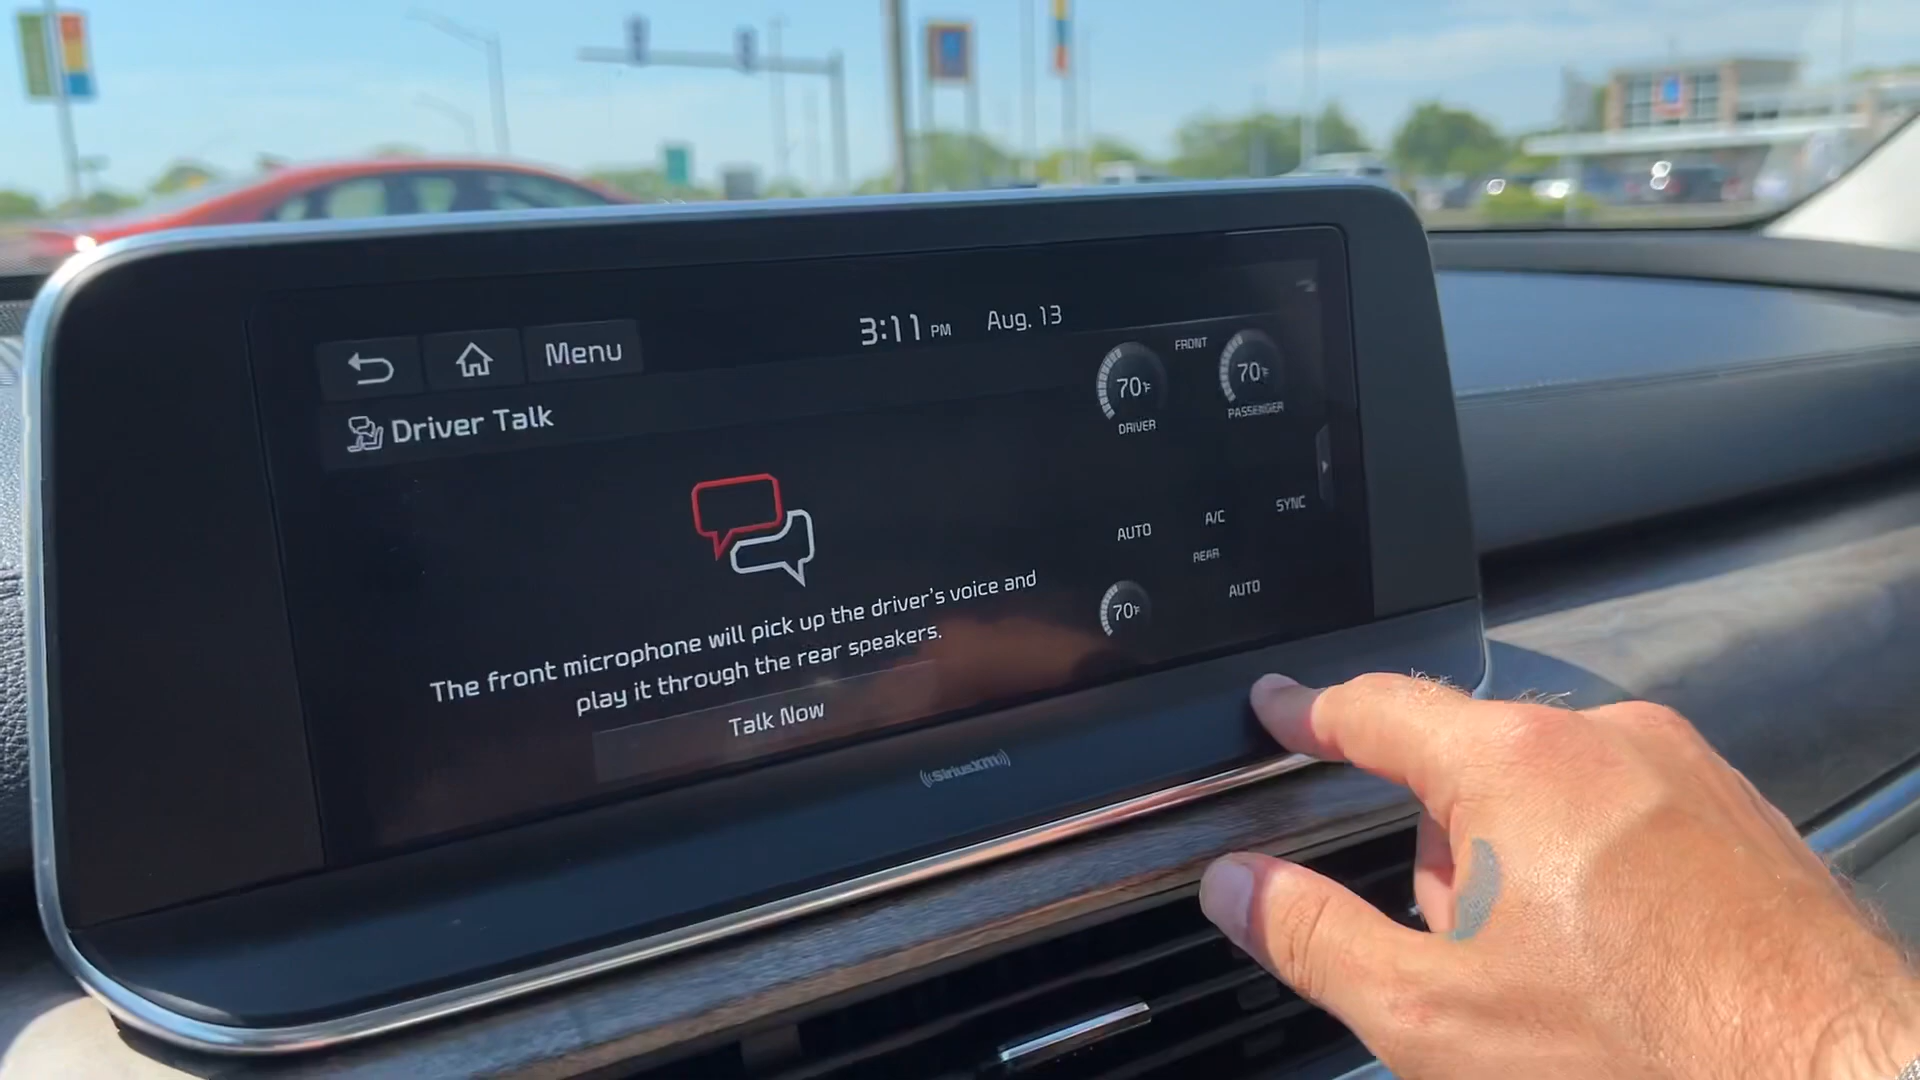 3:11 PM Aug. 13
Menu
Driver Talk
FRONT
70°F
70°F
DRIVER
PASSENGER
The front microphone will pick up the driver's voice and
play it through the rear speakers.
Talk Now
AUTO
A/C
SYNC
REAR
70°F
AUTO
((SiriusXM))